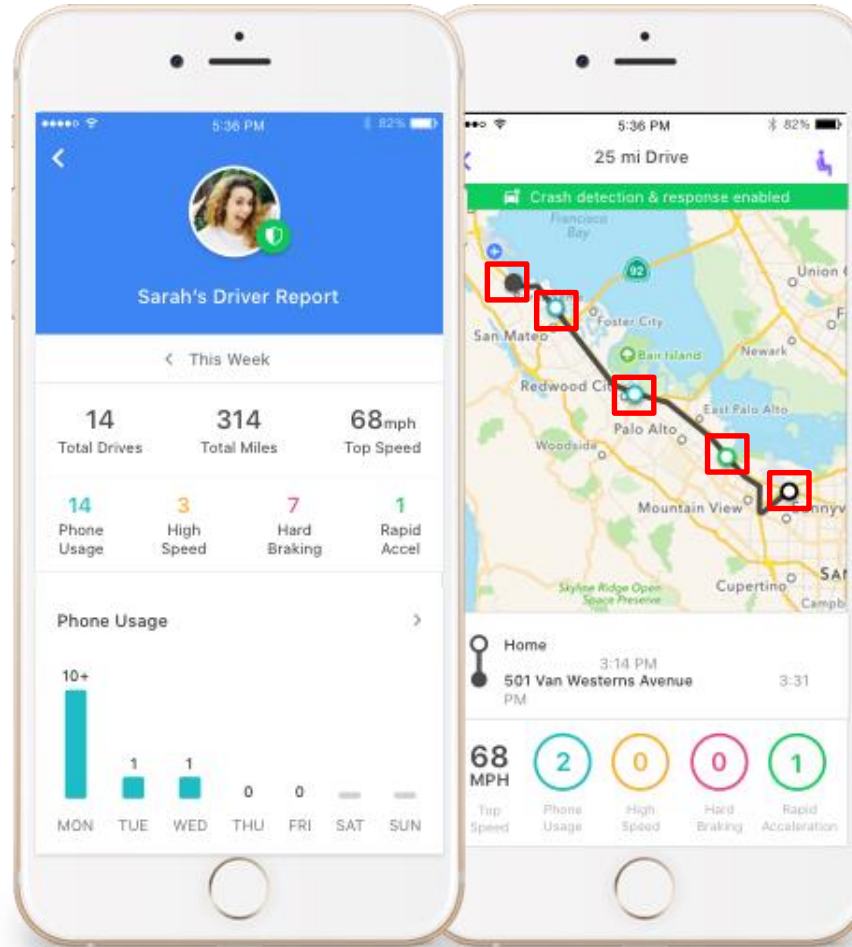 5:36 PM
82%
Sarah's Driver Report
This Week
14
Total Drives
314
Total Miles
68mph
Top Speed
14
Phone
Usage
3
High
Speed
7
Hard
Braking
1
Rapid
Accel
Phone Usage
10+
1
1
0
0
MON TUE WED THU FRI SAT SUN
5:36 PM
82%
25 mi Drive
Crash detection & response enabled
Francisco
Bay
92
Union
San Mateo
Foster City
Bair Island
Newark
Redwood
East Palo Alto
Palo Alto
Woodside
Mountain View
Skyline Ridge Open
Space Preserve
Cupertino
Campb
Home
3:14 PM
501 Van Westerns Avenue 3:31
PM
68
MPH
Top
Speed
2
Phone
Usage
0
High
Speed
0
Hard
Braking
1
Rapid
Acceleration